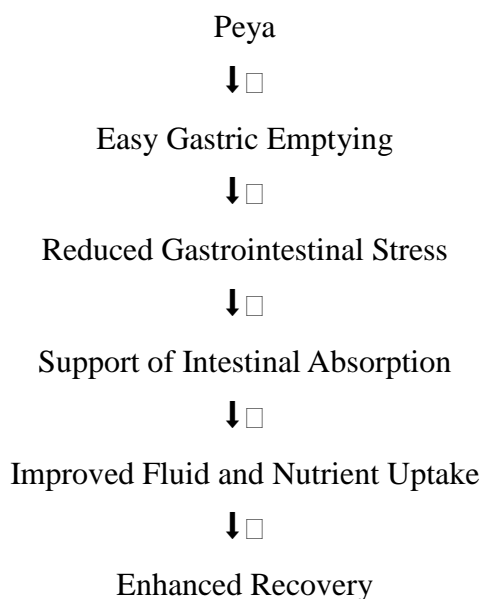 Peya
⬇□
Easy Gastric Emptying
⬇□
Reduced Gastrointestinal Stress
⬇□
Support of Intestinal Absorption
⬇□
Improved Fluid and Nutrient Uptake
⬇□
Enhanced Recovery